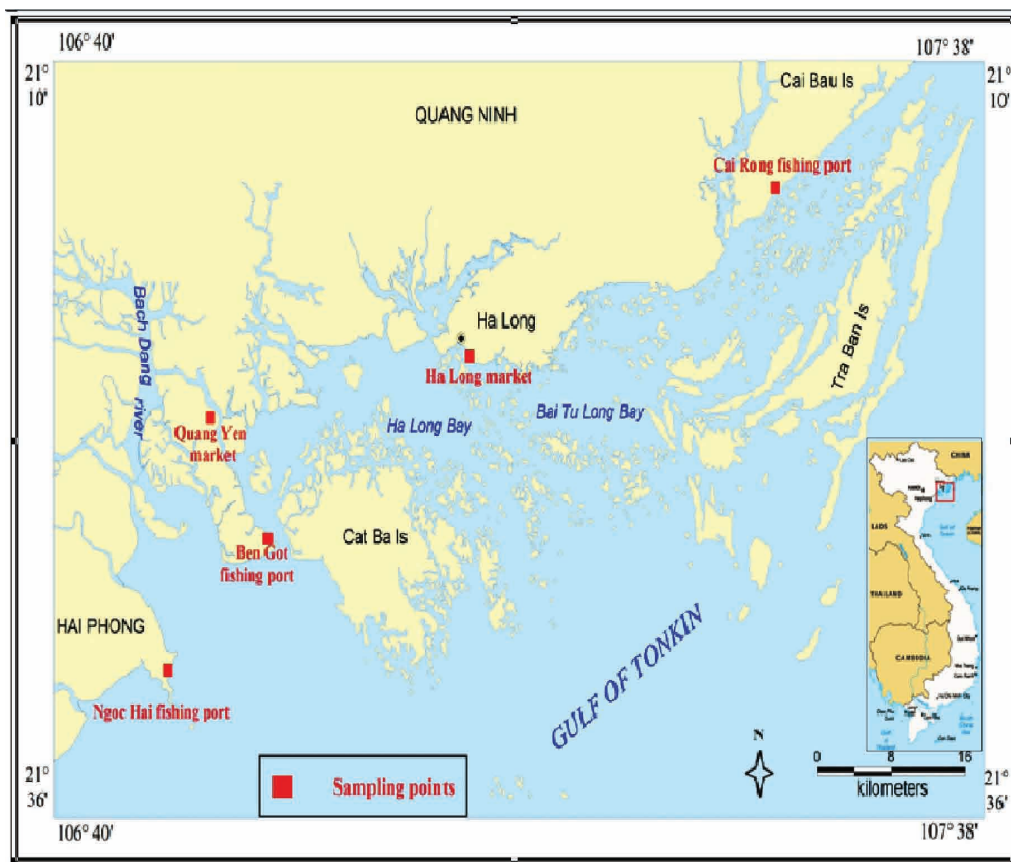 106° 40'
107° 38'
21°
10'
21°
10'
Cai Bau Is
QUANG NINH
Cai Rong fishing port
Bach Dang river
Ha Long
Ha Long market
Tra Ban Is
Bai Tu Long Bay
Ha Long Bay
Quang Yen
market
CHINA
LAOS
Cat Ba Is
Ben Got
fishing port
THAILAND
HAI PHONG
CAMBODIA
GULF OF TONKIN
Ngoc Hai fishing port
N
0 8 16
kilometers
Sampling points
21°
36'
21°
36'
106° 40'
107° 38'